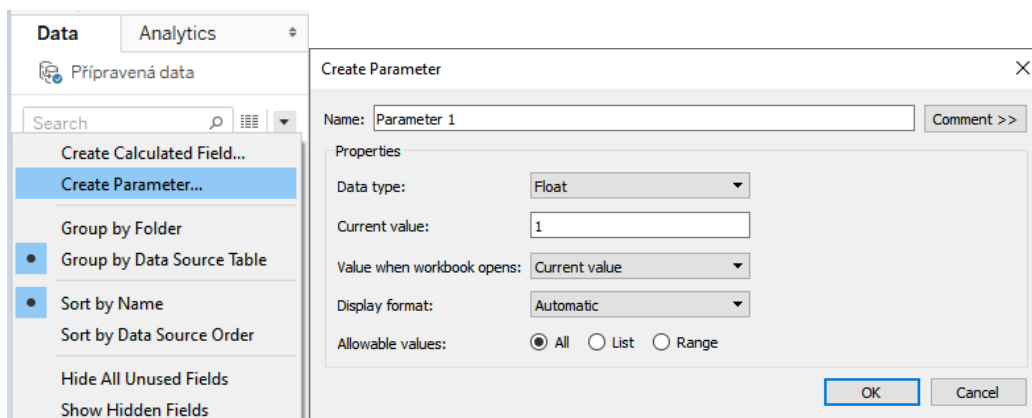 Data Analytics
Přípravená data
Search
Create Calculated Field...
Create Parameter...
Group by Folder
Group by Data Source Table
Sort by Name
Sort by Data Source Order
Hide All Unused Fields
Show Hidden Fields
Create Parameter
Name: Parameter 1 Comment >>
Properties
Data type: Float
Current value: 1
Value when workbook opens: Current value
Display format: Automatic
Allowable values: All List Range
OK Cancel